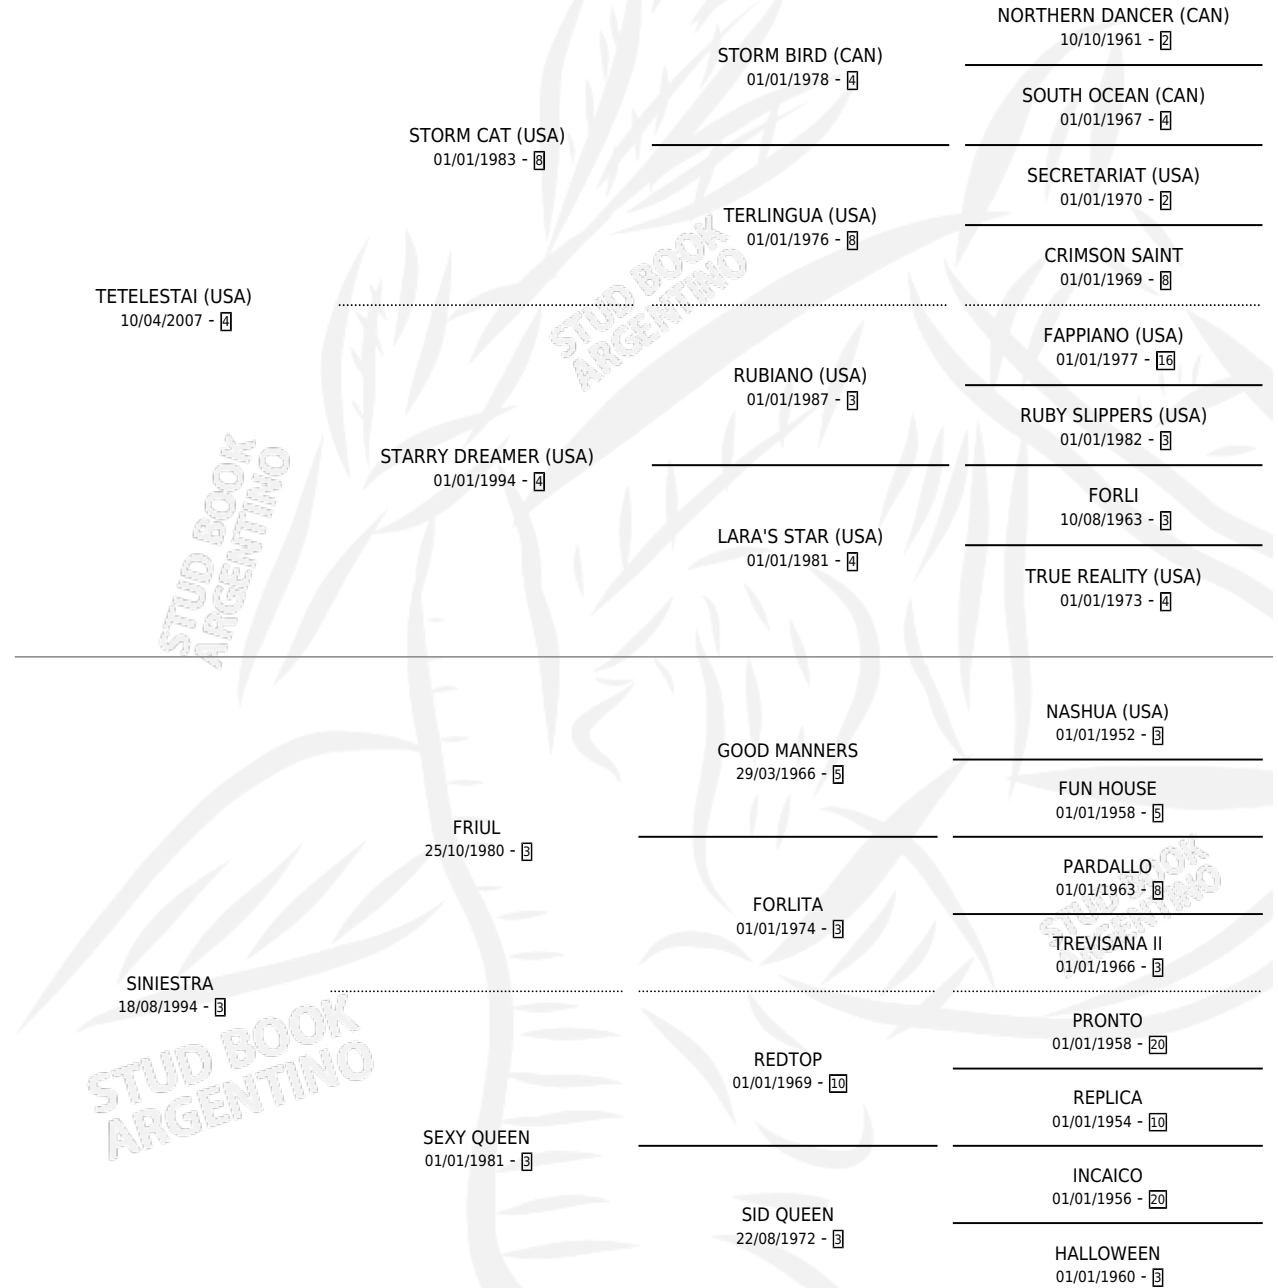 NORTHERN DANCER (CAN)
10/10/1961 - 2
STORM BIRD (CAN)
01/01/1978 - 4
SOUTH OCEAN (CAN)
01/01/1967 - 4
STORM CAT (USA)
01/01/1983 - 8
SECRETARIAT (USA)
01/01/1970 - 2
TERLINGUA (USA)
01/01/1976 - 8
CRIMSON SAINT
01/01/1969 - 8
TETELESTAI (USA)
10/04/2007 - 4
FAPPIANO (USA)
01/01/1977 - 16
RUBIANO (USA)
01/01/1987 - 3
RUBY SLIPPERS (USA)
01/01/1982 - 3
STARRY DREAMER (USA)
01/01/1994 - 4
FORLI
10/08/1963 - 3
LARA'S STAR (USA)
01/01/1981 - 4
TRUE REALITY (USA)
01/01/1973 - 4
STUD BOOK
ARGENTINO
STUD BOOK
ARGENTINO
NASHUA (USA)
01/01/1952 - 3
GOOD MANNERS
29/03/1966 - 5
FUN HOUSE
01/01/1958 - 5
FRIUL
25/10/1980 - 3
PARDALLO
01/01/1963 - 8
FORLITA
01/01/1974 - 3
TREVISANA II
01/01/1966 - 3
SINIESTRA
18/08/1994 - 3
PRONTO
01/01/1958 - 20
REDTOP
01/01/1969 - 10
REPLICA
01/01/1954 - 10
SEXY QUEEN
01/01/1981 - 3
INCAICO
01/01/1956 - 20
SID QUEEN
22/08/1972 - 3
HALLOWEEN
01/01/1960 - 3
STUD BOOK
ARGENTINO
STUD BOOK
ARGENTINO